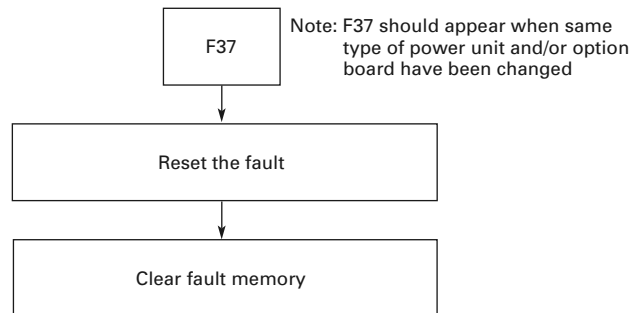 F37
Note: F37 should appear when same
type of power unit and/or option
board have been changed
Reset the fault
Clear fault memory